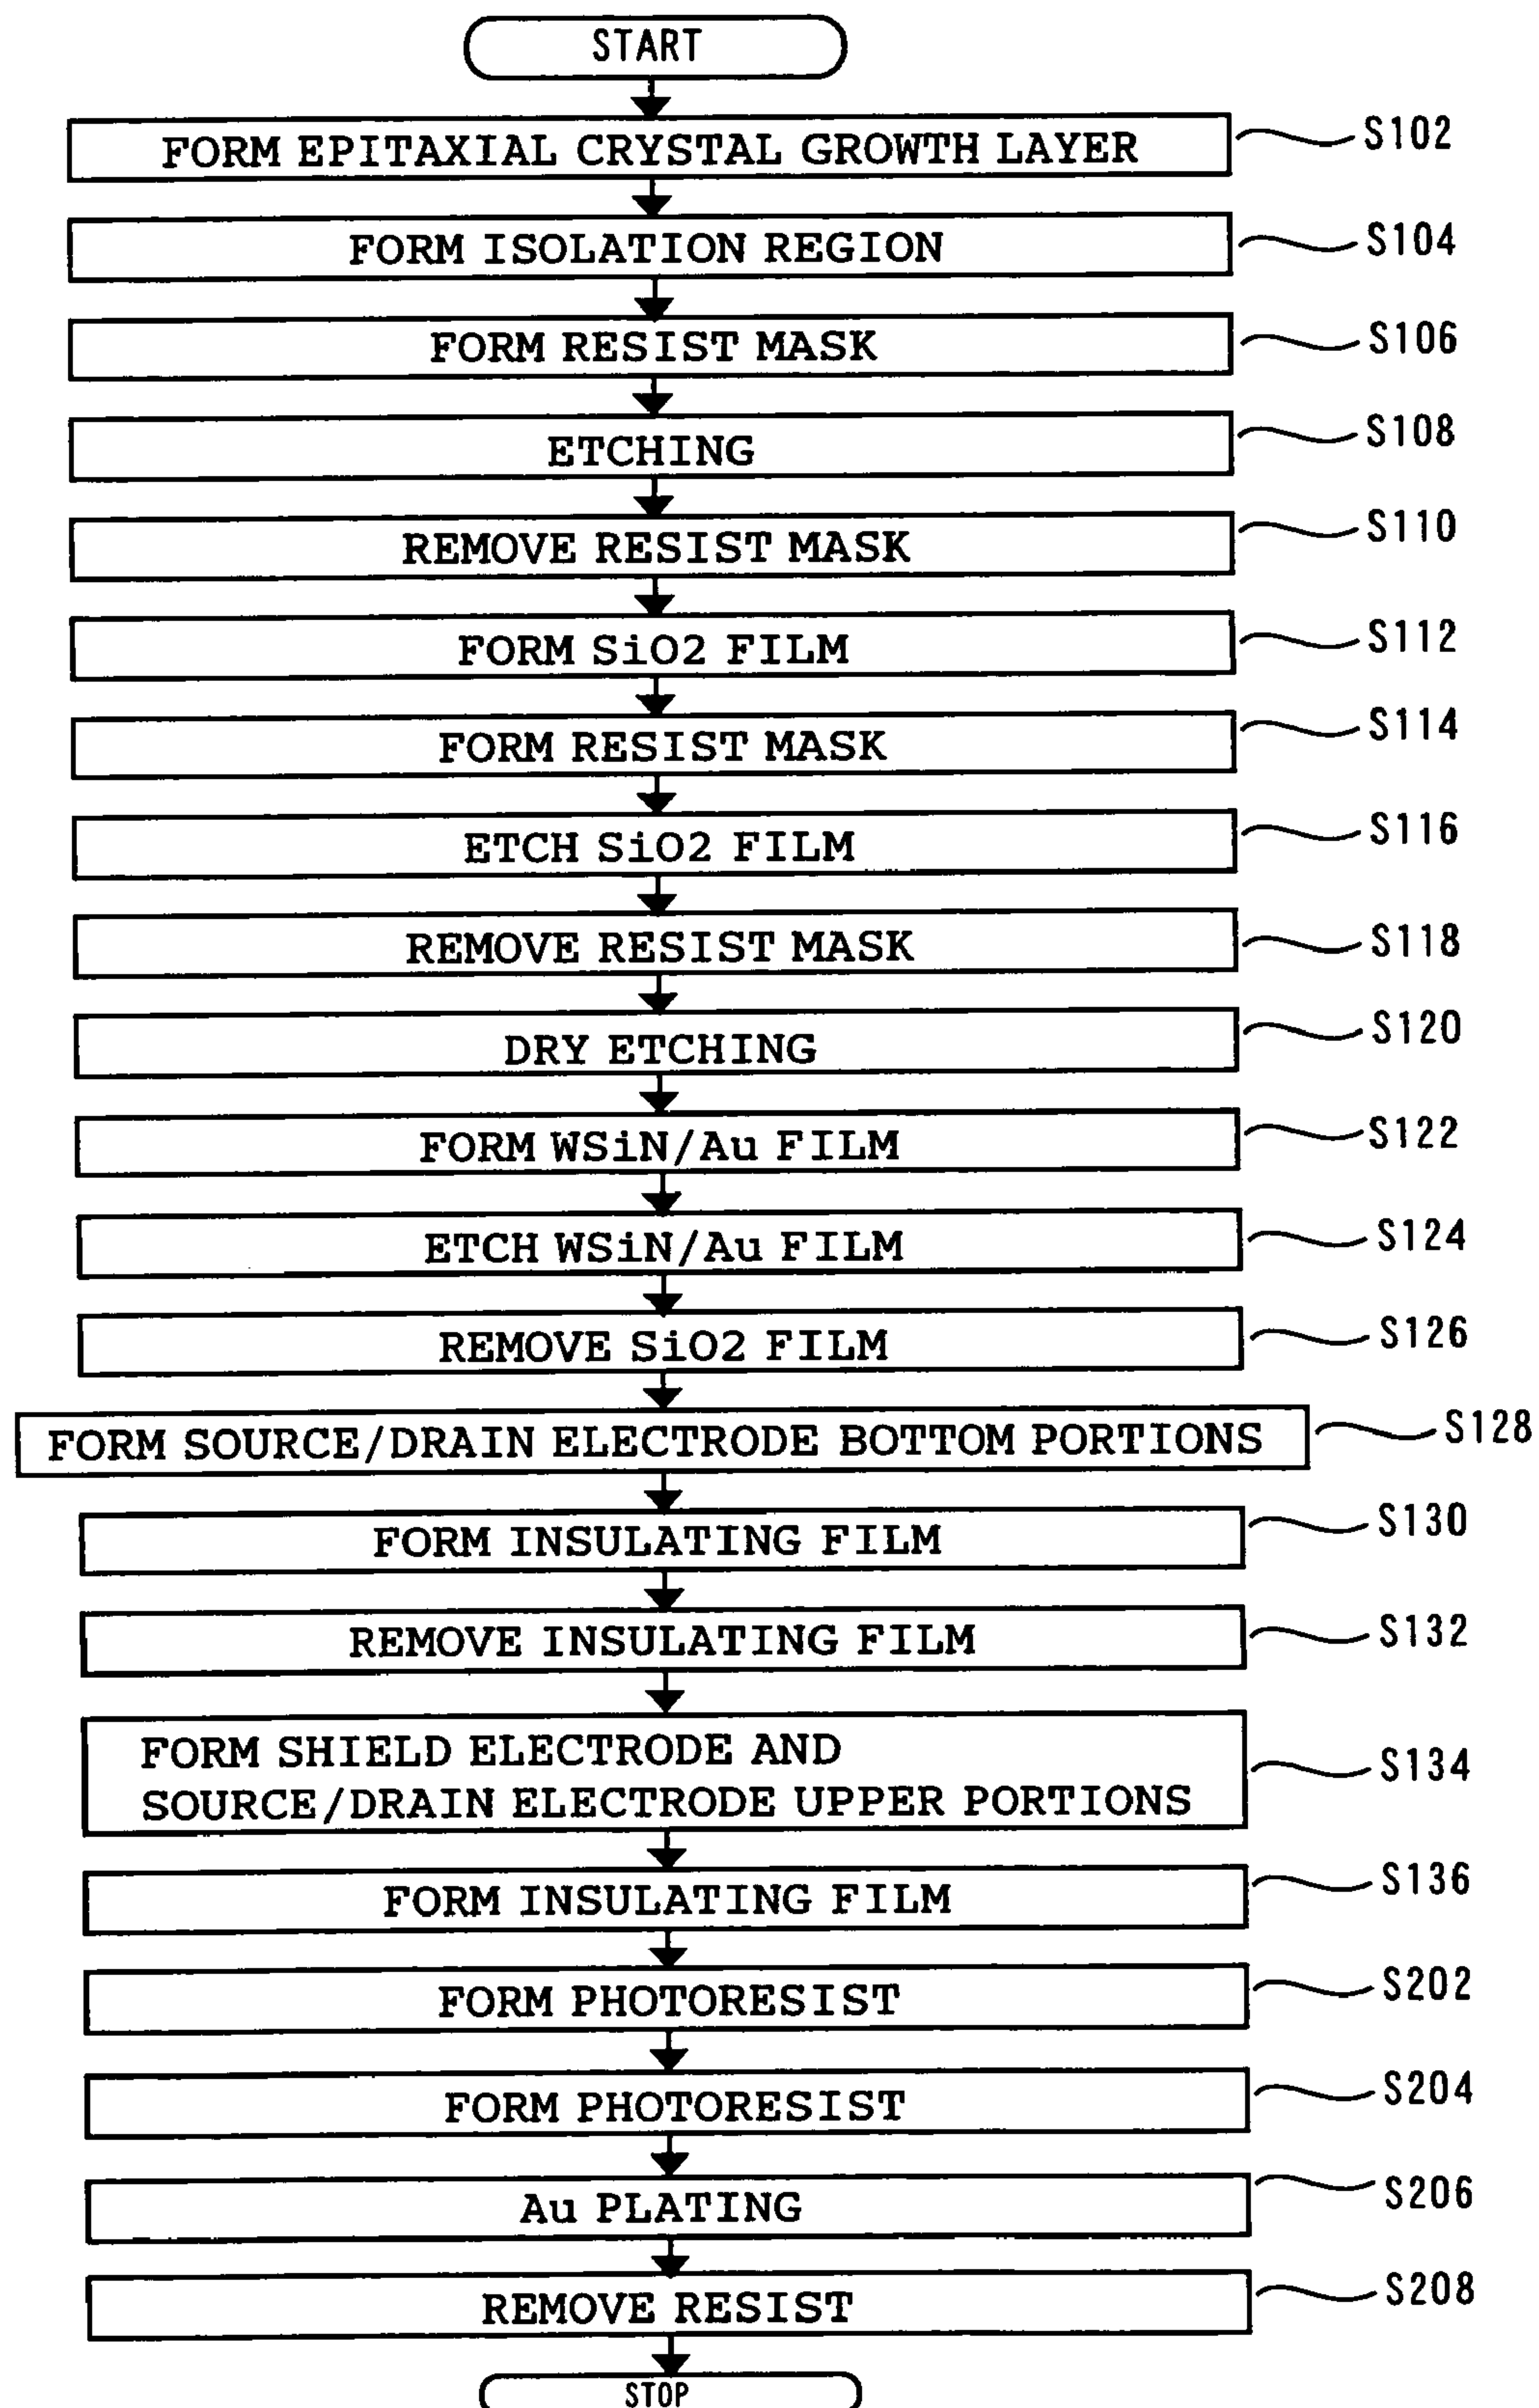 START
FORM EPITAXIAL CRYSTAL GROWTH LAYER S102
FORM ISOLATION REGION S104
FORM RESIST MASK S106
ETCHING S108
REMOVE RESIST MASK S110
FORM SiO2 FILM S112
FORM RESIST MASK S114
ETCH SiO2 FILM S116
REMOVE RESIST MASK S118
DRY ETCHING S120
FORM WSiN/Au FILM S122
ETCH WSiN/Au FILM S124
REMOVE SiO2 FILM S126
FORM SOURCE/DRAIN ELECTRODE BOTTOM PORTIONS S128
FORM INSULATING FILM S130
REMOVE INSULATING FILM S132
FORM SHIELD ELECTRODE AND
SOURCE/DRAIN ELECTRODE UPPER PORTIONS S134
FORM INSULATING FILM S136
FORM PHOTORESIST S202
FORM PHOTORESIST S204
Au PLATING S206
REMOVE RESIST S208
STOP